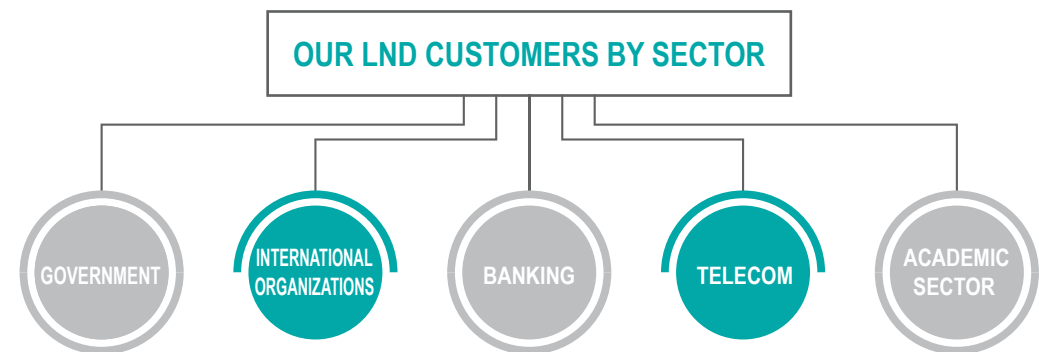 OUR LND CUSTOMERS BY SECTOR
GOVERNMENT
INTERNATIONAL
ORGANIZATIONS
BANKING
TELECOM
ACADEMIC
SECTOR